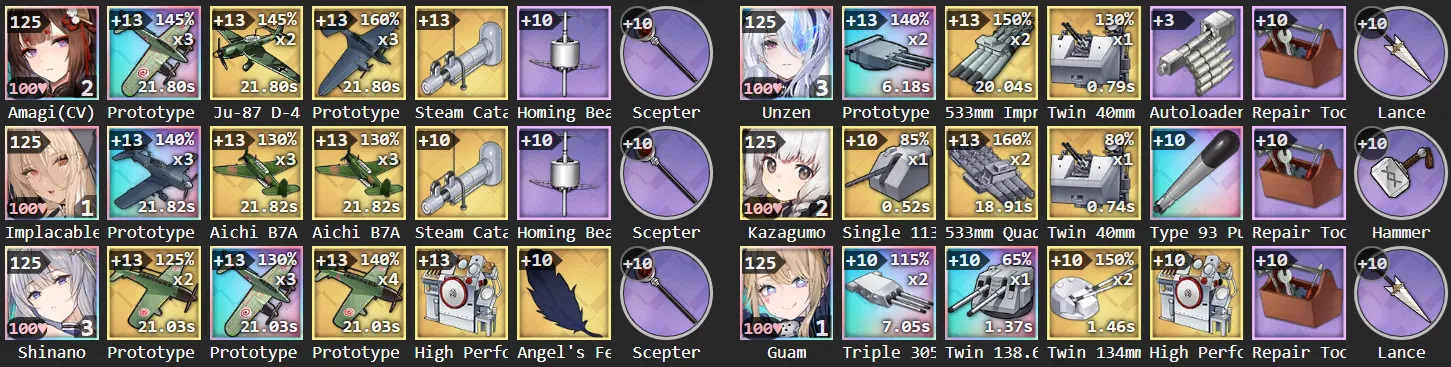 125 +13 145% +13 145% +13 160% +13 +10 +10
x3 x2 x3
100♥ 2 21.80s 21.80s 21.80s
Amagi(CV) Prototype Ju-87 D-4 Prototype Steam Cata Homing Bea Scepter
125 +13 140% +13 130% +13 130% +10 +10 +10
x3 x3 x3
100♥ 1 21.82s 21.82s 21.82s
Implacable Prototype Aichi B7A Aichi B7A Steam Cata Homing Bea Scepter
125 +13 125% +13 130% +13 140% +13 +10 +10
x2 x3 x4
100♥ 3 21.03s 21.03s 21.03s
Shinano Prototype Prototype Prototype High Perfo Angel's Fe Scepter
125 +13 140% +13 150% 130% +3 +10 +10
x2 x2 x1
100♥ 3 6.18s 20.04s 0.79s
Unzen Prototype 533mm Impr Twin 40mm Autoloader Repair Too Lance
125 +10 85% +13 160% 80% +10 +10 +10
x1 x2 x1
100♥ 2 0.52s 18.91s 0.74s
Kazagumo Single 113 533mm Quad Twin 40mm Type 93 Pu Repair Too Hammer
125 +10 115% +10 65% +10 150% +10 +10 +10
x2 x1 x2
100♥ 1 7.05s 1.37s 1.46s
Guam Triple 305 Twin 138.6 Twin 134mm High Perfo Repair Too Lance